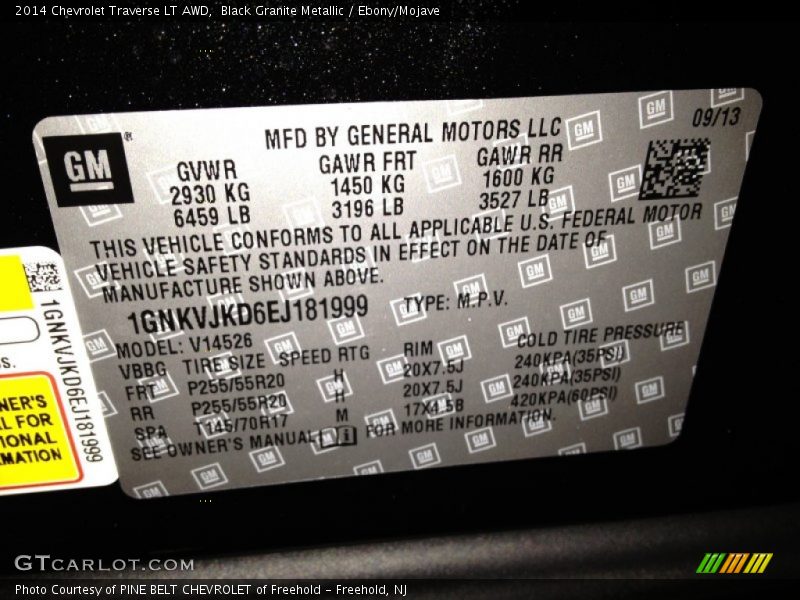 2014 Chevrolet Traverse LT AWD, Black Granite Metallic / Ebony/Mojave
GM
MFD BY GENERAL MOTORS LLC
09/13
GVWR GAWR FRT GAWR RR
2930 KG 1450 KG 1600 KG
6459 LB 3196 LB 3527 LB
THIS VEHICLE CONFORMS TO ALL APPLICABLE U.S. FEDERAL MOTOR
VEHICLE SAFETY STANDARDS IN EFFECT ON THE DATE OF
MANUFACTURE SHOWN ABOVE.
1GNKVJKD6EJ181999 TYPE: M.P.V.
MODEL: V14526
VBBG TIRE SIZE SPEED RTG RIM COLD TIRE PRESSURE
FRT P255/55R20 H 20X7.5J 240KPA(35PSI)
RR P255/55R20 H 20X7.5J 240KPA(35PSI)
SPA T145/70R17 M 17X4.5B 420KPA(60PSI)
SEE OWNER'S MANUAL FOR MORE INFORMATION.
1GNKVJKD6EJ181999
S.
NER'S
L FOR
IONAL
MATION
GTCARLOT.COM
Photo Courtesy of PINE BELT CHEVROLET of Freehold - Freehold, NJ